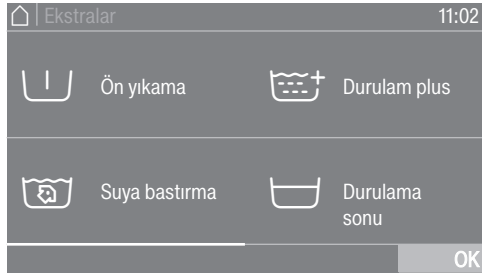 Ekstralar 11:02
Ön yıkama
Durulam plus
Suya bastırma
Durulama
sonu
OK